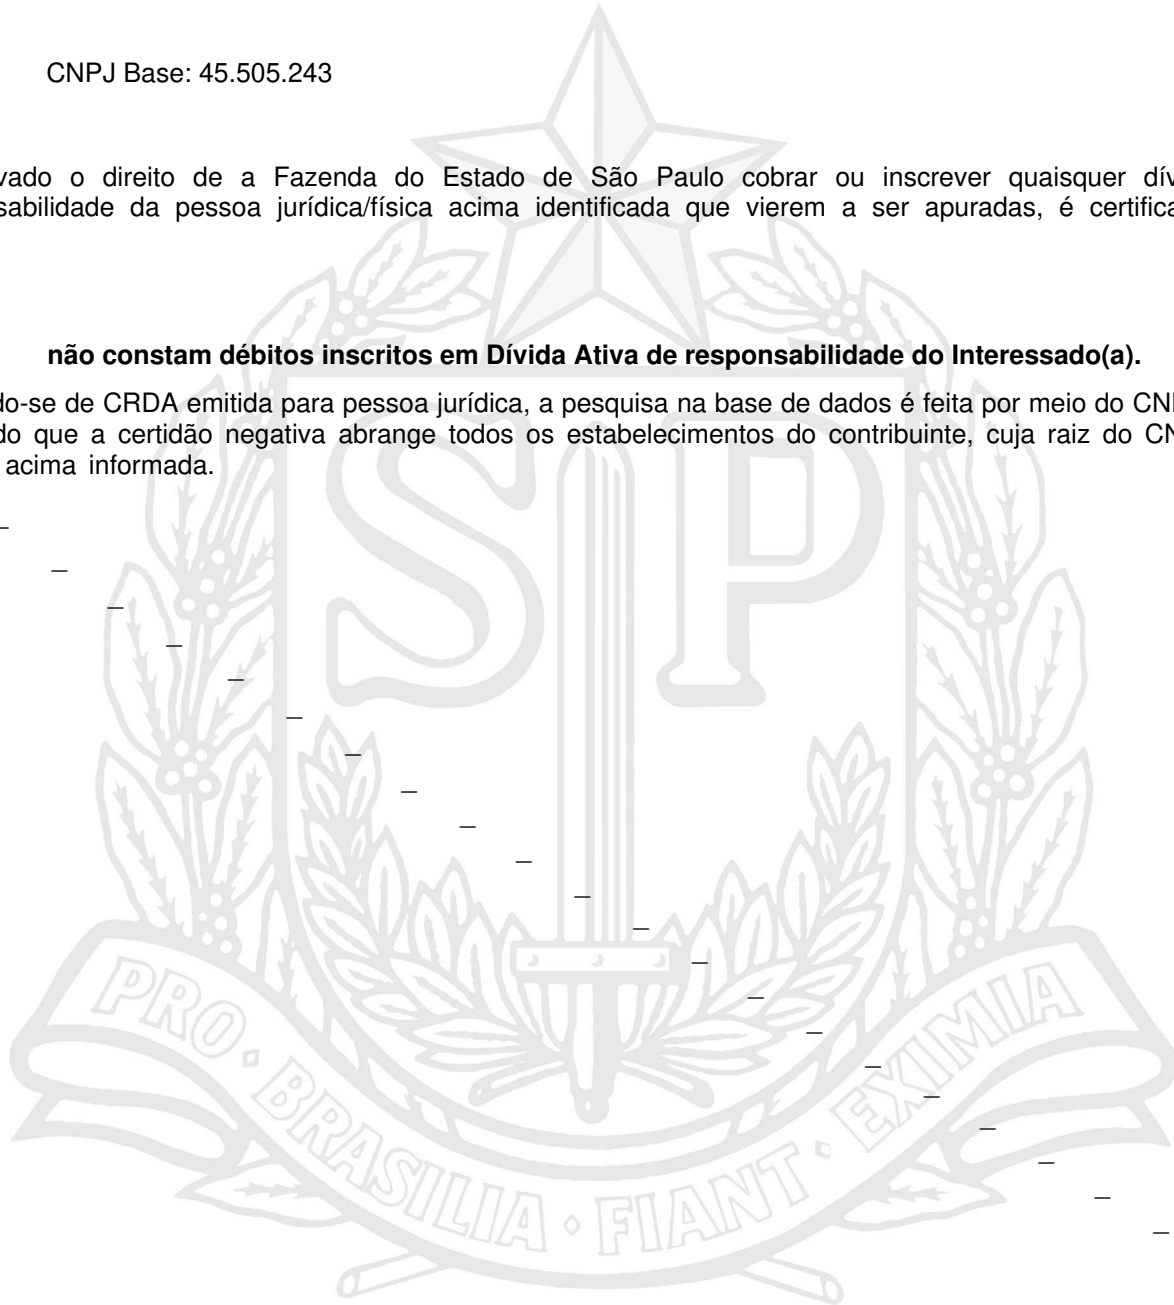 CNPJ Base: 45.505.243
vado o direito de a Fazenda do Estado de São Paulo cobrar ou inscrever quaisquer dív
sabilidade da pessoa jurídica/física acima identificada que vierem a ser apuradas, é certifica
não constam débitos inscritos em Dívida Ativa de responsabilidade do Interessado(a).
do-se de CRDA emitida para pessoa jurídica, a pesquisa na base de dados é feita por meio do CN
do que a certidão negativa abrange todos os estabelecimentos do contribuinte, cuja raiz do CN
acima informada.
SP
PRO · BRASILIA · FIANT · EXIMIA